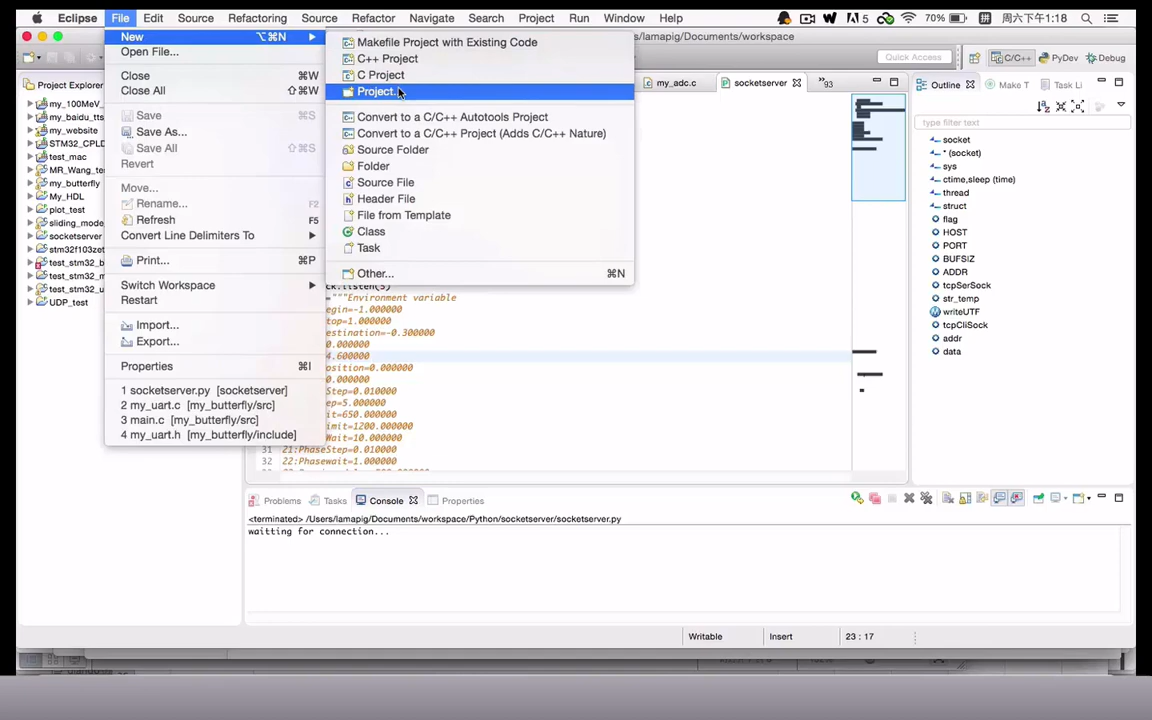 Eclipse File Edit Source Refactoring Source Refactor Navigate Search Project Run Window Help 5 70% 拼 周六下午1:18
lamapig/Documents/workspace
New ⌥⌘N
Open File...
Close ⌘W
Close All ⇧⌘W
Save ⌘S
Save As...
Save All ⇧⌘S
Revert
Move...
Rename... F2
Refresh F5
Convert Line Delimiters To
Print... ⌘P
Switch Workspace
Restart
Import...
Export...
Properties ⌘I
1 socketserver.py [socketserver]
2 my_uart.c [my_butterfly/src]
3 main.c [my_butterfly/src]
4 my_uart.h [my_butterfly/include]
Makefile Project with Existing Code
C++ Project
C Project
Project...
Convert to a C/C++ Autotools Project
Convert to a C/C++ Project (Adds C/C++ Nature)
Source Folder
Folder
Source File
Header File
File from Template
Class
Task
Other... ⌘N
Quick Access C/C++ PyDev Debug
Project Explorer
my_100MeV_
my_baidu_tts
my_website
STM32_CPLD
test_mac
MR_Wang_te
my_butterfly
My_HDL
plot_test
sliding_mode
socketserver
stm32f103zet
test_stm32_b
test_stm32_m
test_stm32_u
UDP_test
my_adc.c socketserver 93
ck.listen(5)
="""Environment variable
egin=-1.000000
top=1.000000
estination=-0.300000
0.000000
4.600000
osition=0.000000
0.000000
Step=0.010000
ep=5.000000
it=650.000000
imit=1200.000000
Wait=10.000000
31 21:PhaseStep=0.010000
32 22:Phasewait=1.000000
Outline Make T Task Li
type filter text
socket
* (socket)
sys
ctime,sleep (time)
thread
struct
flag
HOST
PORT
BUFSIZ
ADDR
tcpSerSock
str_temp
writeUTF
tcpCliSock
addr
data
Problems Tasks Console Properties
<terminated> /Users/lamapig/Documents/workspace/Python/socketserver/socketserver.py
waitting for connection...
Writable Insert 23 : 17